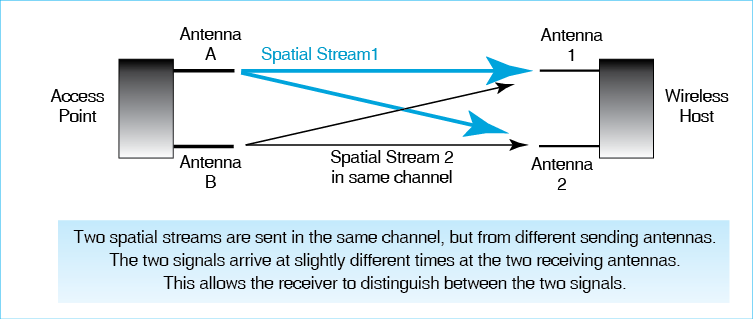 Antenna
A
Spatial Stream1
Antenna
1
Access
Point
Wireless
Host
Antenna
B
Spatial Stream 2
in same channel
Antenna
2
Two spatial streams are sent in the same channel, but from different sending antennas.
The two signals arrive at slightly different times at the two receiving antennas.
This allows the receiver to distinguish between the two signals.